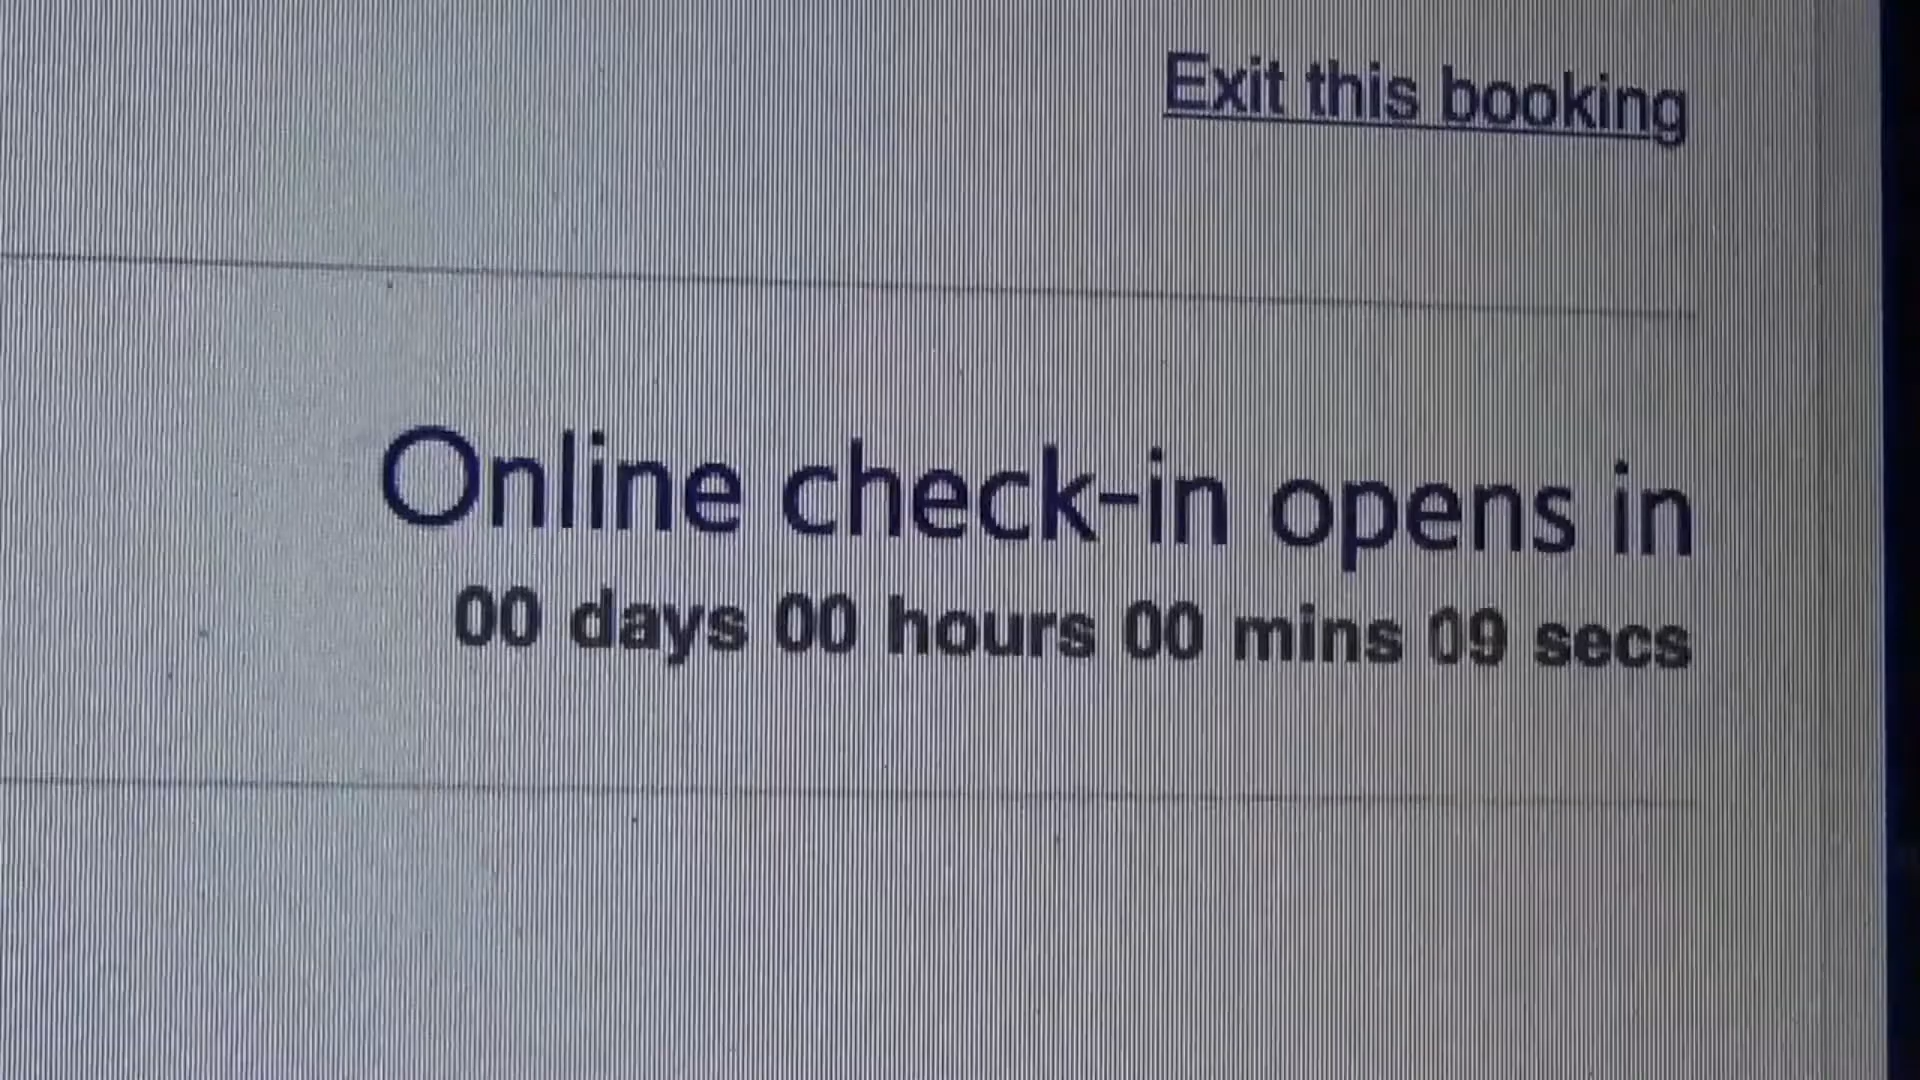 Exit this booking
Online check-in opens in
00 days 00 hours 00 mins 09 secs